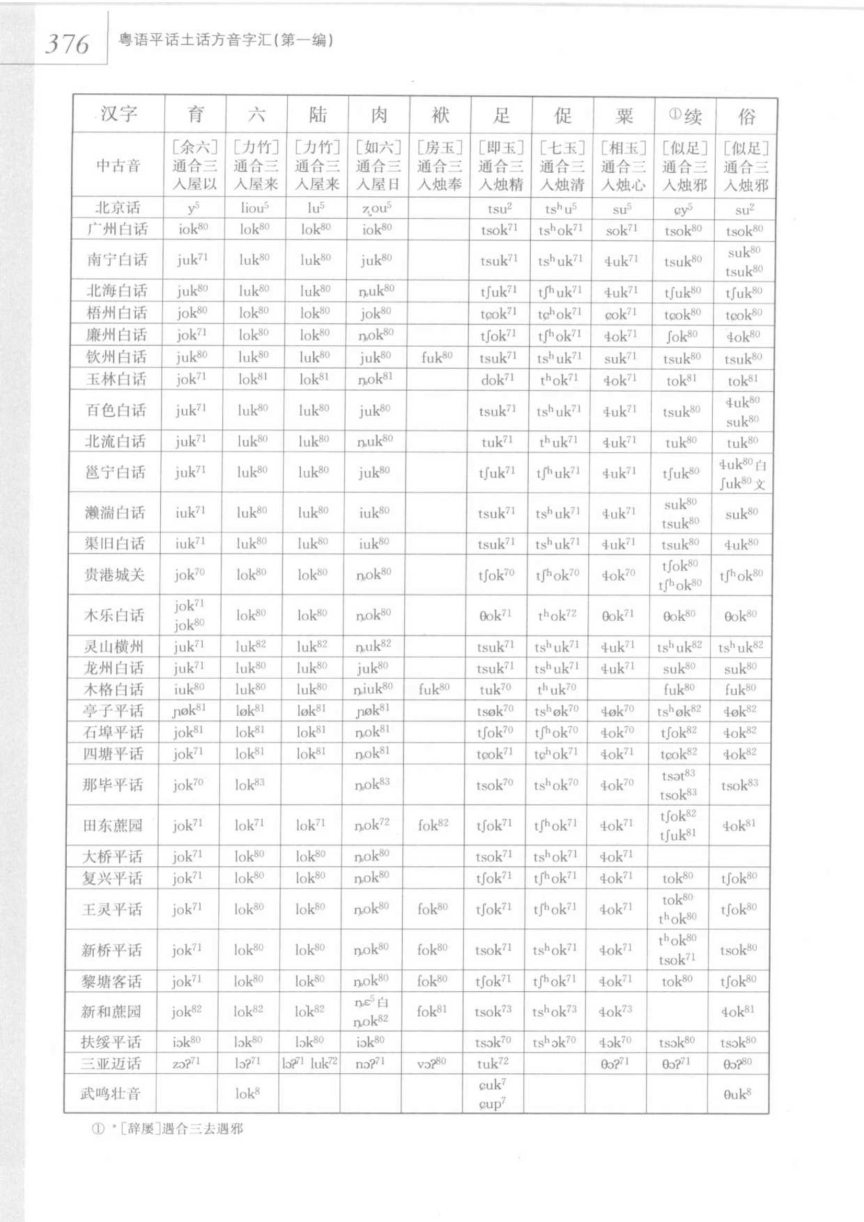 376 粤语平话土话方音字汇(第一编)
汉字 育 六 陆 肉 袱 足 促 粟 ①续 俗
中古音 [余六]通合三入屋以 [力竹]通合三入屋来 [力竹]通合三入屋来 [如六]通合三入屋日 [房玉]通合三入烛奉 [即玉]通合三入烛精 [七玉]通合三入烛清 [相玉]通合三入烛心 [似足]通合三入烛邪 [似足]通合三入烛邪
北京话 y⁵ liou⁵ lu⁵ ʐou⁵ tsu² tsʰu⁵ su⁵ ɕy⁵ su²
广州白话 iok⁸⁰ lok⁸⁰ lok⁸⁰ iok⁸⁰ tsok⁷¹ tsʰok⁷¹ sok⁷¹ tsok⁸⁰ tsok⁸⁰
南宁白话 juk⁷¹ luk⁸⁰ luk⁸⁰ juk⁸⁰ tsuk⁷¹ tsʰuk⁷¹ ɬuk⁷¹ tsuk⁸⁰ suk⁸⁰ tsuk⁸⁰
北海白话 juk⁸⁰ luk⁸⁰ luk⁸⁰ ȵuk⁸⁰ tʃuk⁷¹ tʃʰuk⁷¹ ɬuk⁷¹ tʃuk⁸⁰ tʃuk⁸⁰
梧州白话 jok⁸⁰ lok⁸⁰ lok⁸⁰ jok⁸⁰ tɕok⁷¹ tɕʰok⁷¹ ɕok⁷¹ tɕok⁸⁰ tɕok⁸⁰
廉州白话 jok⁷¹ lok⁸⁰ lok⁸⁰ ȵok⁸⁰ tʃok⁷¹ tʃʰok⁷¹ ɬok⁷¹ ʃok⁸⁰ ɬok⁸⁰
钦州白话 juk⁸⁰ luk⁸⁰ luk⁸⁰ juk⁸⁰ fuk⁸⁰ tsuk⁷¹ tsʰuk⁷¹ suk⁷¹ tsuk⁸⁰ tsuk⁸⁰
玉林白话 jok⁷¹ lok⁸¹ lok⁸¹ ȵok⁸¹ dok⁷¹ tʰok⁷¹ ɬok⁷¹ tok⁸¹ tok⁸¹
百色白话 juk⁷¹ luk⁸⁰ luk⁸⁰ juk⁸⁰ tsuk⁷¹ tsʰuk⁷¹ ɬuk⁷¹ tsuk⁸⁰ ɬuk⁸⁰ suk⁸⁰
北流白话 juk⁷¹ luk⁸⁰ luk⁸⁰ ȵuk⁸⁰ tuk⁷¹ tʰuk⁷¹ ɬuk⁷¹ tuk⁸⁰ tuk⁸⁰
邕宁白话 juk⁷¹ luk⁸⁰ luk⁸⁰ juk⁸⁰ tʃuk⁷¹ tʃʰuk⁷¹ ɬuk⁷¹ tʃuk⁸⁰ ɬuk⁸⁰白 ʃuk⁸⁰文
濑湍白话 iuk⁷¹ luk⁸⁰ luk⁸⁰ iuk⁸⁰ tsuk⁷¹ tsʰuk⁷¹ ɬuk⁷¹ suk⁸⁰ tsuk⁸⁰ suk⁸⁰
渠旧白话 iuk⁷¹ luk⁸⁰ luk⁸⁰ iuk⁸⁰ tsuk⁷¹ tsʰuk⁷¹ ɬuk⁷¹ tsuk⁸⁰ ɬuk⁸⁰
贵港城关 jok⁷⁰ lok⁸⁰ lok⁸⁰ ȵok⁸⁰ tʃok⁷⁰ tʃʰok⁷⁰ ɬok⁷⁰ tʃok⁸⁰ tʃʰok⁸⁰ tʃʰok⁸⁰
木乐白话 jok⁷¹ jok⁸⁰ lok⁸⁰ lok⁸⁰ ȵok⁸⁰ θok⁷¹ tʰok⁷² θok⁷¹ θok⁸⁰ θok⁸⁰
灵山横州 juk⁷¹ luk⁸² luk⁸² ȵuk⁸² tsuk⁷¹ tsʰuk⁷¹ ɬuk⁷¹ tsʰuk⁸² tsʰuk⁸²
龙州白话 juk⁷¹ luk⁸⁰ luk⁸⁰ juk⁸⁰ tsuk⁷¹ tsʰuk⁷¹ ɬuk⁷¹ suk⁸⁰ suk⁸⁰
木格白话 iuk⁸⁰ luk⁸⁰ luk⁸⁰ ȵiuk⁸⁰ fuk⁸⁰ tuk⁷⁰ tʰuk⁷⁰ fuk⁸⁰ fuk⁸⁰
亭子平话 ɲøk⁸¹ løk⁸¹ løk⁸¹ ɲøk⁸¹ tsøk⁷⁰ tsʰøk⁷⁰ ɬøk⁷⁰ tsʰøk⁸² ɬøk⁸²
石埠平话 jok⁸¹ lok⁸¹ lok⁸¹ ȵok⁸¹ tʃok⁷⁰ tʃʰok⁷⁰ ɬok⁷⁰ tʃok⁸² ɬok⁸²
四塘平话 jok⁷¹ lok⁸¹ lok⁸¹ ȵok⁸¹ tɕok⁷¹ tɕʰok⁷¹ ɬok⁷¹ tɕok⁸² ɬok⁸²
那毕平话 jok⁷⁰ lok⁸³ ȵok⁸³ tsok⁷⁰ tsʰok⁷⁰ ɬok⁷⁰ tsət⁸³ tsok⁸³ tsok⁸³
田东蔗园 jok⁷¹ lok⁷¹ lok⁷¹ ȵok⁷² fok⁸² tʃok⁷¹ tʃʰok⁷¹ ɬok⁷¹ tʃok⁸² tʃuk⁸¹ ɬok⁸¹
大桥平话 jok⁷¹ lok⁸⁰ lok⁸⁰ ȵok⁸⁰ tsok⁷¹ tsʰok⁷¹ ɬok⁷¹
复兴平话 jok⁷¹ lok⁸⁰ lok⁸⁰ ȵok⁸⁰ tʃok⁷¹ tʃʰok⁷¹ ɬok⁷¹ tok⁸⁰ tʃok⁸⁰
王灵平话 jok⁷¹ lok⁸⁰ lok⁸⁰ ȵok⁸⁰ fok⁸⁰ tʃok⁷¹ tʃʰok⁷¹ ɬok⁷¹ tok⁸⁰ tʰok⁸⁰ tʃok⁸⁰
新桥平话 jok⁷¹ lok⁸⁰ lok⁸⁰ ȵok⁸⁰ fok⁸⁰ tsok⁷¹ tsʰok⁷¹ ɬok⁷¹ tʰok⁸⁰ tsok⁷¹ tsok⁸⁰
黎塘客话 jok⁷¹ lok⁸⁰ lok⁸⁰ ȵok⁸⁰ fok⁸⁰ tʃok⁷¹ tʃʰok⁷¹ ɬok⁷¹ tok⁸⁰ tʃok⁸⁰
新和蔗园 jok⁸² lok⁸² lok⁸² ȵɛ⁵白 ȵok⁸² fok⁸¹ tsok⁷³ tsʰok⁷³ ɬok⁷³ ɬok⁸¹
扶绥平话 iɔk⁸⁰ lɔk⁸⁰ lɔk⁸⁰ iɔk⁸⁰ tsɔk⁷⁰ tsʰɔk⁷⁰ ɬɔk⁷⁰ tsɔk⁸⁰ tsɔk⁸⁰
三亚迈话 zɔʔ⁷¹ lɔʔ⁷¹ lɔʔ⁷¹ luk⁷² nɔʔ⁷¹ vɔʔ⁸⁰ tuk⁷² θɔʔ⁷¹ θɔʔ⁷¹ θɔʔ⁸⁰
武鸣壮音 lok⁸ ɕuk⁷ ɕup⁷ θuk⁸
① *[辞屡]遇合三去遇邪